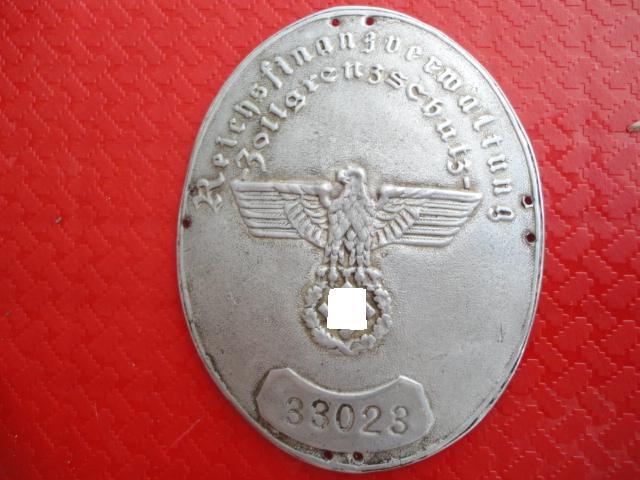 Reichsfinanzverwaltung
-Zollgrenzschutz-
33023